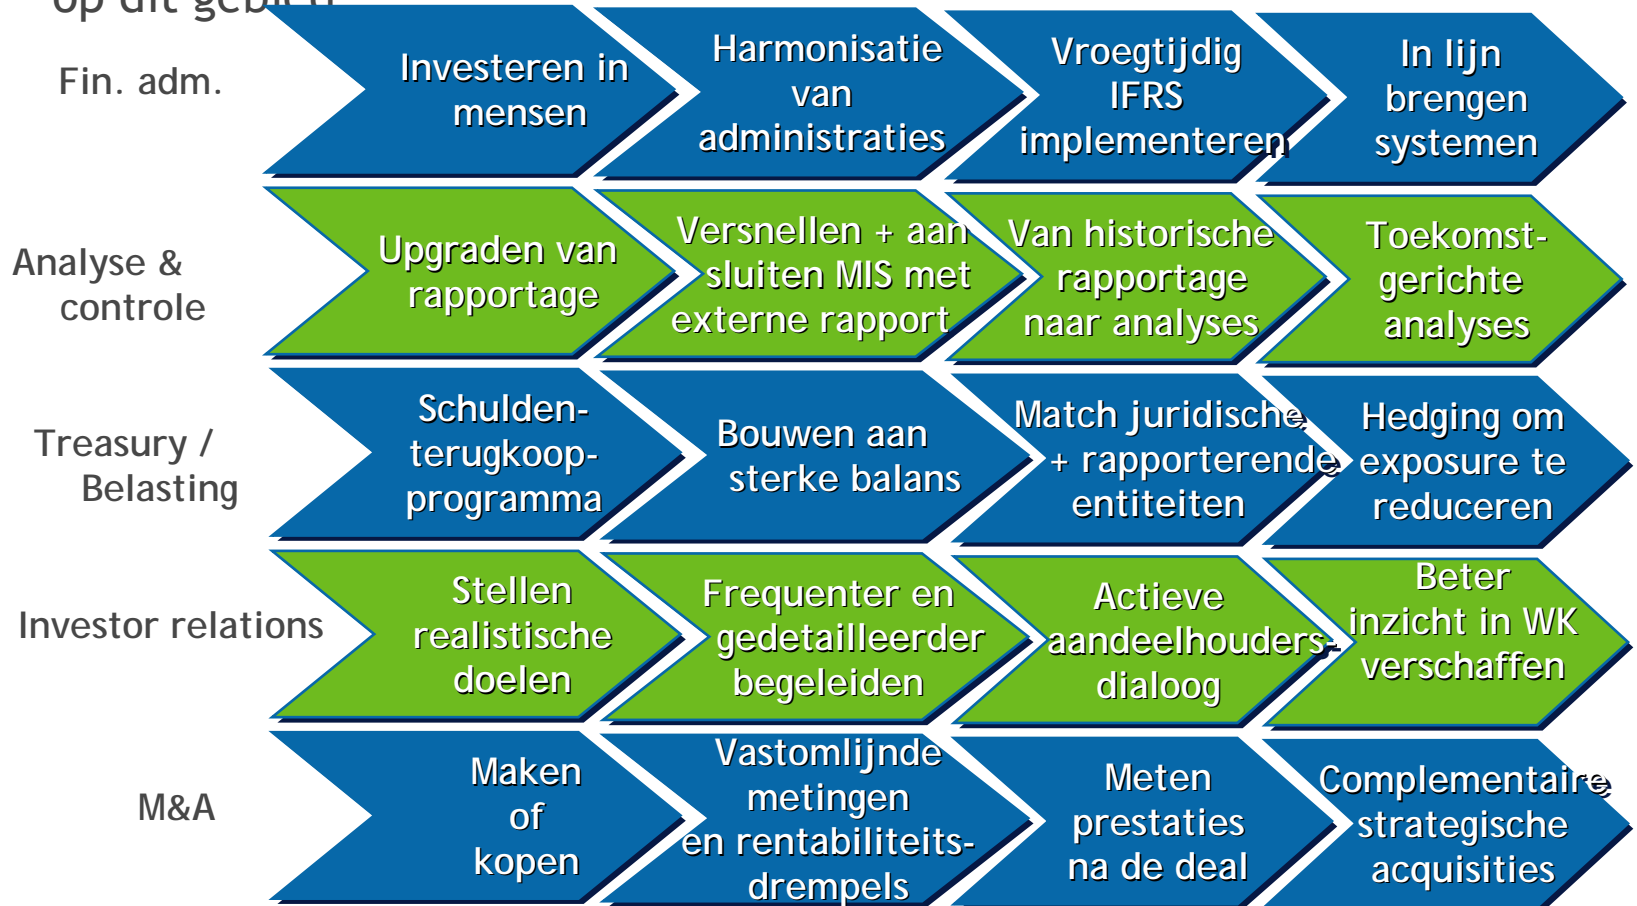 op dit gebied
Fin. adm.
Investeren in
mensen
Harmonisatie
van
administraties
Vroegtijdig
IFRS
implementeren
In lijn
brengen
systemen
Analyse &
controle
Upgraden van
rapportage
Versnellen + aan
sluiten MIS met
externe rapport
Van historische
rapportage
naar analyses
Toekomst-
gerichte
analyses
Treasury /
Belasting
Schulden-
terugkoop-
programma
Bouwen aan
sterke balans
Match juridische
+ rapporterende
entiteiten
Hedging om
exposure te
reduceren
Investor relations
Stellen
realistische
doelen
Frequenter en
gedetailleerder
begeleiden
Actieve
aandeelhouders-
dialoog
Beter
inzicht in WK
verschaffen
M&A
Maken
of
kopen
Vastomlijnde
metingen
en rentabiliteits-
drempels
Meten
prestaties
na de deal
Complementaire
strategische
acquisities